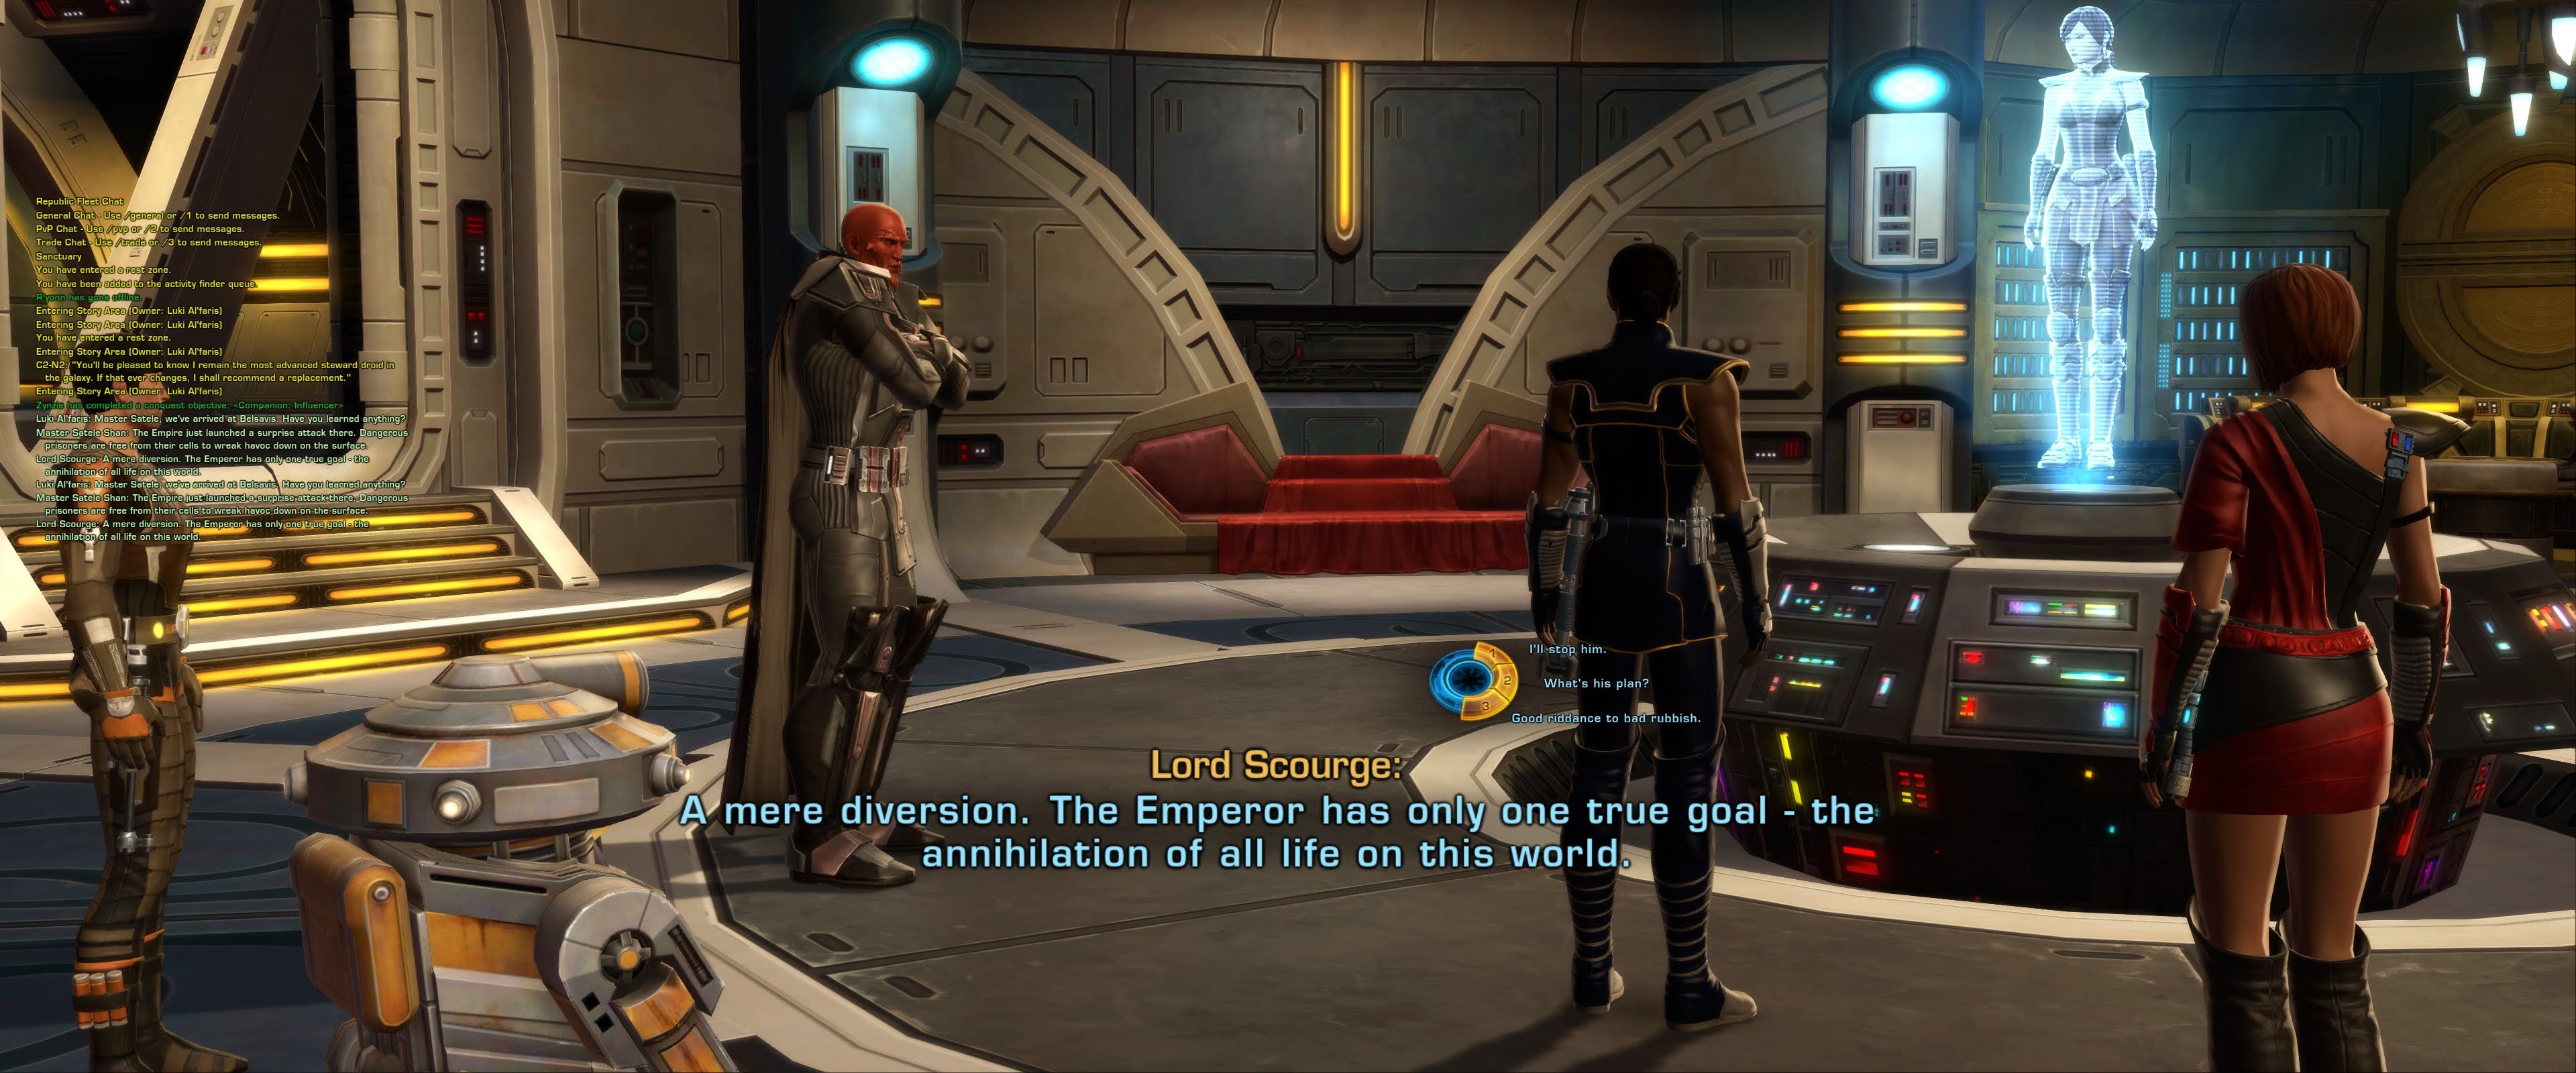 Republic Fleet Chat
General Chat - Use /general or /1 to send messages.
PvP Chat - Use /pvp or /2 to send messages.
Trade Chat - Use /trade or /3 to send messages.
Sanctuary
You have entered a rest zone.
You have been added to the activity finder queue.
R'yonn has gone offline.
Entering Story Area (Owner: Luki Al'faris)
Entering Story Area (Owner: Luki Al'faris)
You have entered a rest zone.
Entering Story Area (Owner: Luki Al'faris)
C2-N2: "You'll be pleased to know I remain the most advanced steward droid in
the galaxy. If that ever changes, I shall recommend a replacement."
Entering Story Area (Owner: Luki Al'faris)
Zynzie has completed a conquest objective: <Companion: Influencer>
Luki Al'faris: Master Satele, we've arrived at Belsavis. Have you learned anything?
Master Satele Shan: The Empire just launched a surprise attack there. Dangerous
prisoners are free from their cells to wreak havoc down on the surface.
Lord Scourge: A mere diversion. The Emperor has only one true goal - the
annihilation of all life on this world.
Luki Al'faris: Master Satele, we've arrived at Belsavis. Have you learned anything?
Master Satele Shan: The Empire just launched a surprise attack there. Dangerous
prisoners are free from their cells to wreak havoc down on the surface.
Lord Scourge: A mere diversion. The Emperor has only one true goal - the
annihilation of all life on this world.
1 I'll stop him.
2 What's his plan?
3 Good riddance to bad rubbish.
Lord Scourge:
A mere diversion. The Emperor has only one true goal - the
annihilation of all life on this world.